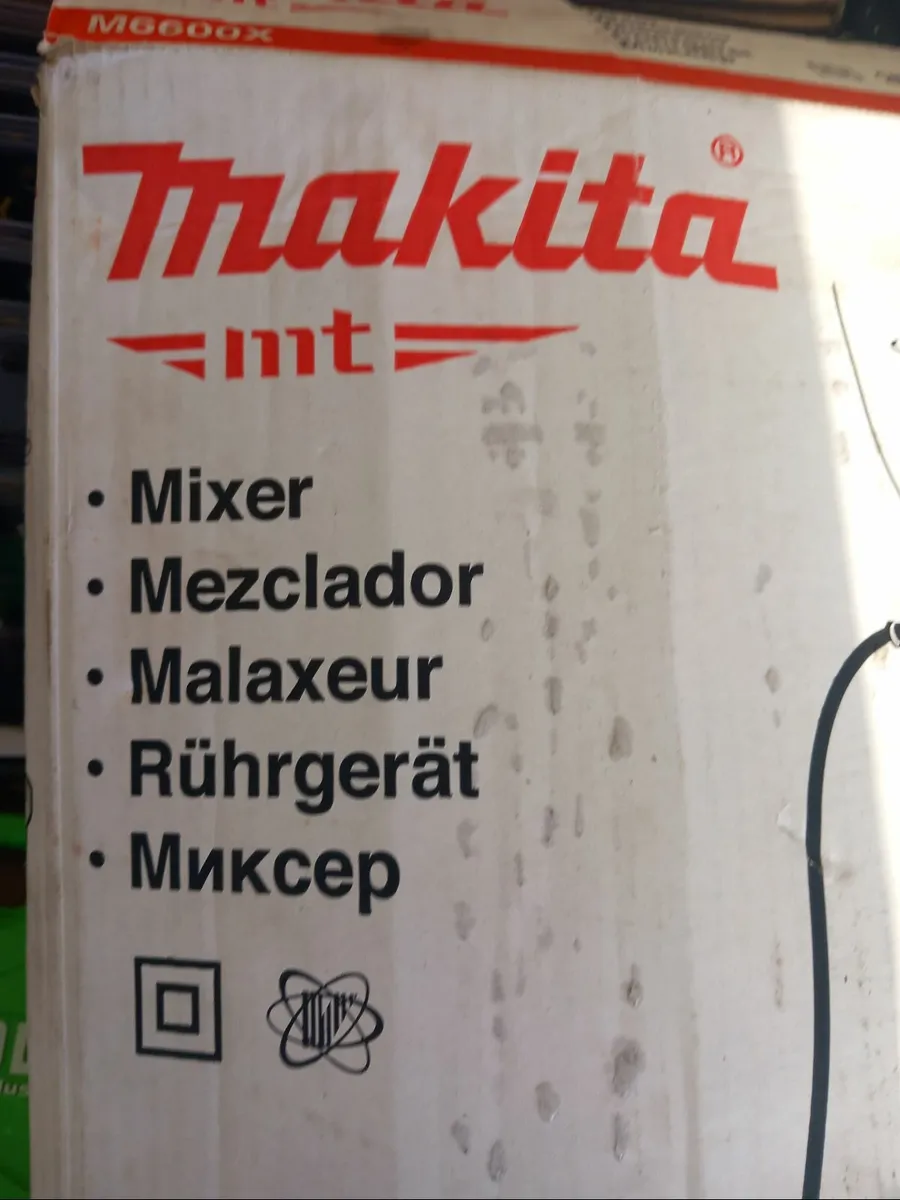 M6600X
makita®
mt
• Mixer
• Mezclador
• Malaxeur
• Rührgerät
• Миксер